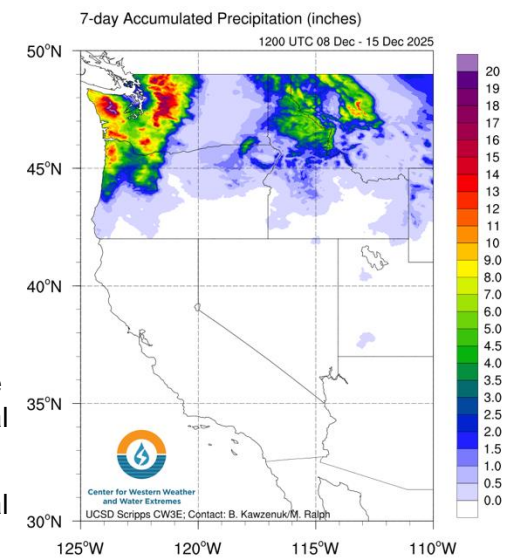 7-day Accumulated Precipitation (inches)
1200 UTC 08 Dec - 15 Dec 2025
50°N
45°N
40°N
35°N
30°N
125°W
120°W
115°W
110°W
20
19
18
17
16
15
14
13
12
11
10
9.0
8.0
7.0
6.0
5.0
4.5
4.0
3.5
3.0
2.5
2.0
1.5
1.0
0.5
0.0
al
al
Center for Western Weather
and Water Extremes
UCSD Scripps CW3E; Contact: B. Kawzenuk/M. Ralph